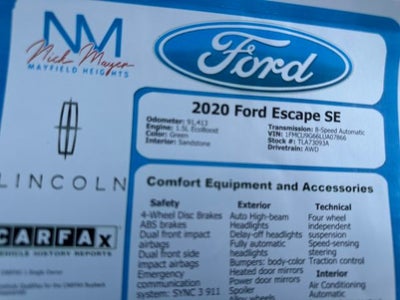 NM
Nick Mayer
MAYFIELD HEIGHTS
LINCOLN
CARFAX
VEHICLE HISTORY REPORTS
Ford
2020 Ford Escape SE
Odometer: 91,413
Engine: 1.5L EcoBoost
Color: Green
Interior: Sandstone
Transmission: 8-Speed Automatic
VIN: 1FMCU9G66LUA07866
Stock #: TLA73093A
Drivetrain: AWD
Comfort Equipment and Accessories
Safety
4-Wheel Disc Brakes
ABS brakes
Dual front impact
airbags
Dual front side
impact airbags
Emergency
communication
system: SYNC 3 911
Exterior
Auto High-beam
Headlights
Delay-off headlights
Fully automatic
headlights
Bumpers: body-color
Heated door mirrors
Power door mirrors
Spoiler
Technical
Four wheel
independent
suspension
Speed-sensing
steering
Traction control
Interior
Air Conditioning
Automatic